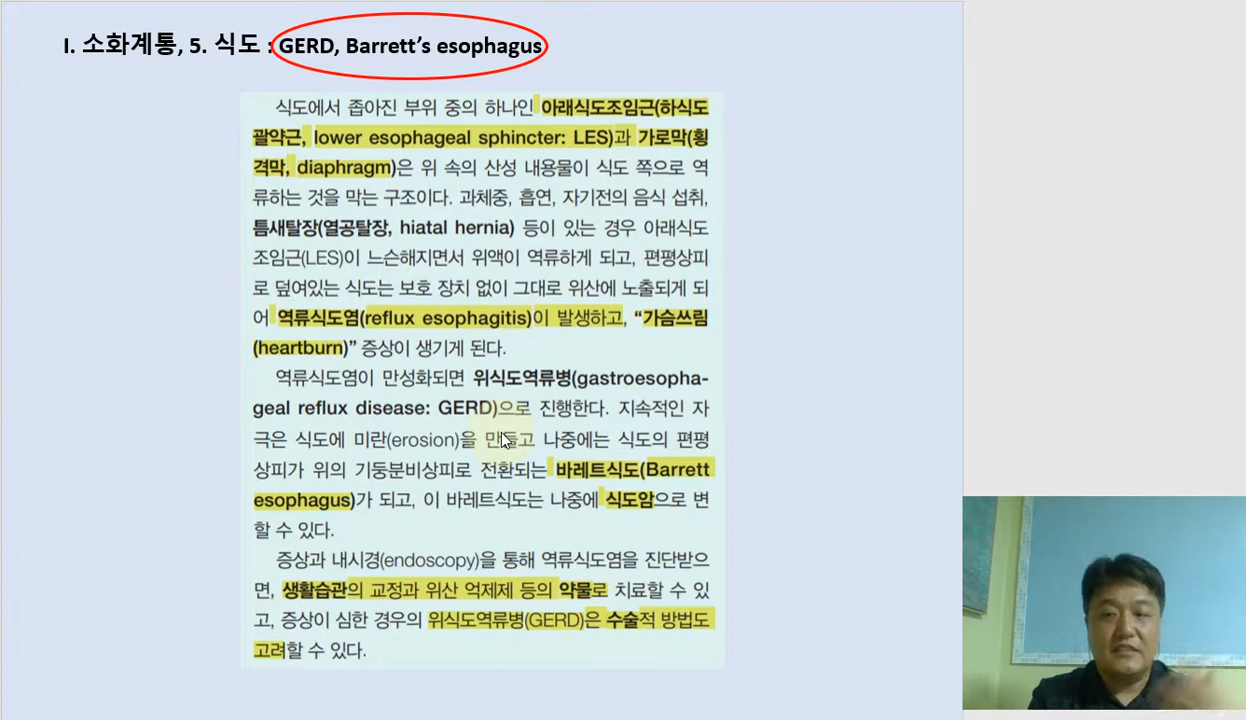 I. 소화계통, 5. 식도 : GERD, Barrett’s esophagus
식도에서 좁아진 부위 중의 하나인 아래식도조임근(하식도
괄약근, lower esophageal sphincter: LES)과 가로막(횡
격막, diaphragm)은 위 속의 산성 내용물이 식도 쪽으로 역
류하는 것을 막는 구조이다. 과체중, 흡연, 자기전의 음식 섭취,
틈새탈장(열공탈장, hiatal hernia) 등이 있는 경우 아래식도
조임근(LES)이 느슨해지면서 위액이 역류하게 되고, 편평상피
로 덮여있는 식도는 보호 장치 없이 그대로 위산에 노출되게 되
어 역류식도염(reflux esophagitis)이 발생하고, “가슴쓰림
(heartburn)” 증상이 생기게 된다.
역류식도염이 만성화되면 위식도역류병(gastroesopha-
geal reflux disease: GERD)으로 진행한다. 지속적인 자
극은 식도에 미란(erosion)을 만들고 나중에는 식도의 편평
상피가 위의 기둥분비상피로 전환되는 바레트식도(Barrett
esophagus)가 되고, 이 바레트식도는 나중에 식도암으로 변
할 수 있다.
증상과 내시경(endoscopy)을 통해 역류식도염을 진단받으
면, 생활습관의 교정과 위산 억제제 등의 약물로 치료할 수 있
고, 증상이 심한 경우의 위식도역류병(GERD)은 수술적 방법도
고려할 수 있다.